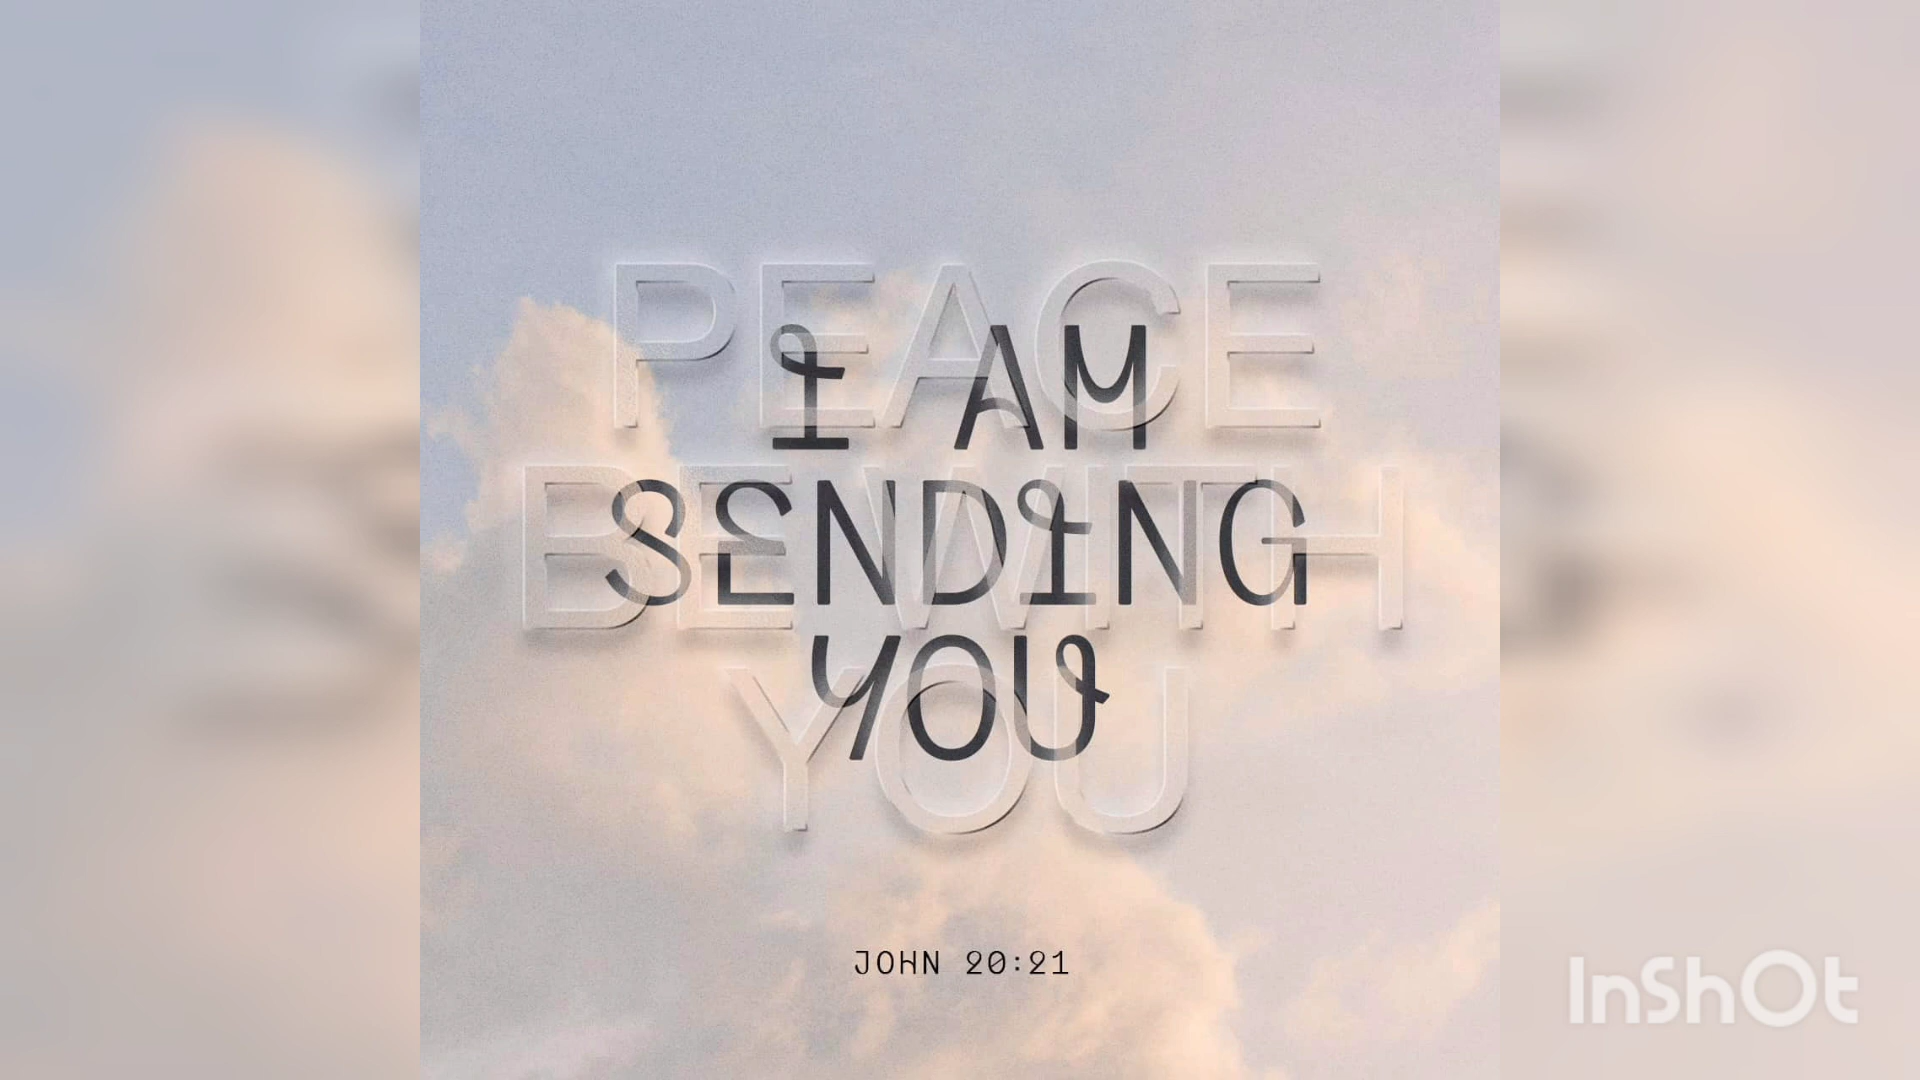 PEACE
BE WITH
YOU
I AM
SENDING
YOU
JOHN 20:21
InShOt